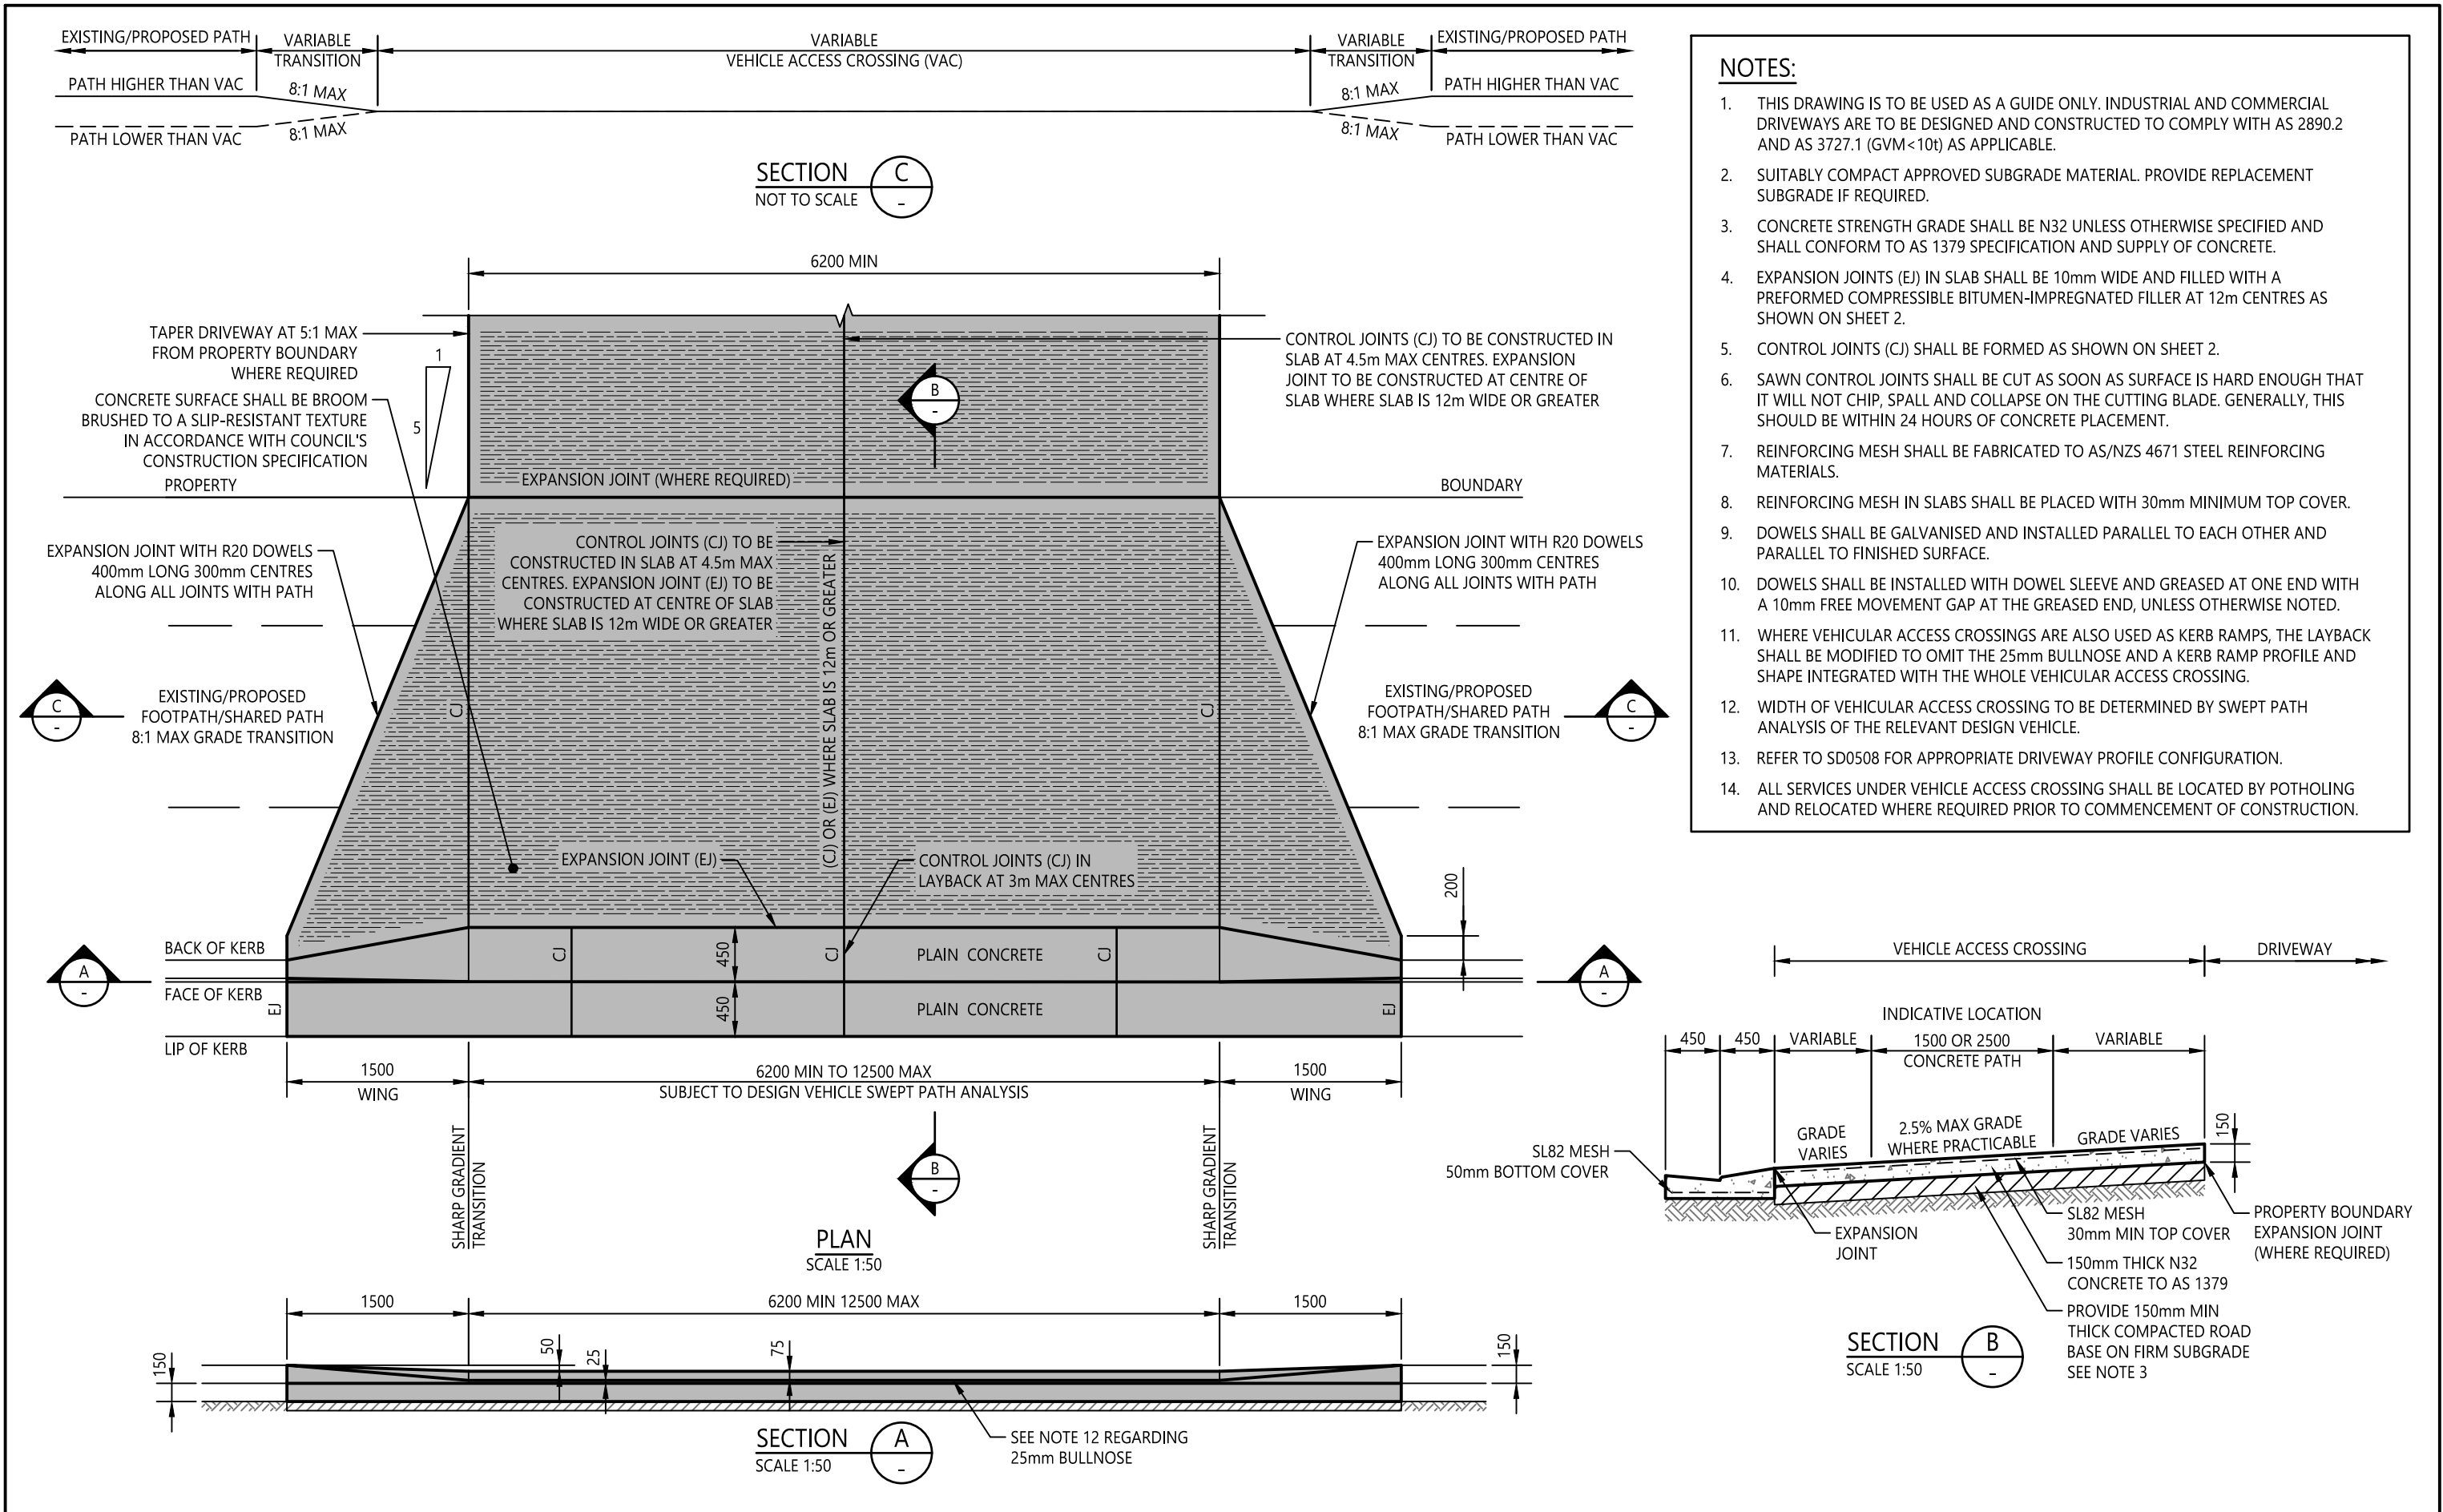 EXISTING/PROPOSED PATH
VARIABLE
TRANSITION
VARIABLE
VEHICLE ACCESS CROSSING (VAC)
VARIABLE
TRANSITION
EXISTING/PROPOSED PATH
PATH HIGHER THAN VAC
8:1 MAX
8:1 MAX
PATH HIGHER THAN VAC
PATH LOWER THAN VAC
8:1 MAX
8:1 MAX
PATH LOWER THAN VAC
SECTION
NOT TO SCALE
C
-
6200 MIN
TAPER DRIVEWAY AT 5:1 MAX
FROM PROPERTY BOUNDARY
WHERE REQUIRED
1
5
CONCRETE SURFACE SHALL BE BROOM
BRUSHED TO A SLIP-RESISTANT TEXTURE
IN ACCORDANCE WITH COUNCIL'S
CONSTRUCTION SPECIFICATION
B
-
CONTROL JOINTS (CJ) TO BE CONSTRUCTED IN
SLAB AT 4.5m MAX CENTRES. EXPANSION
JOINT TO BE CONSTRUCTED AT CENTRE OF
SLAB WHERE SLAB IS 12m WIDE OR GREATER
PROPERTY
EXPANSION JOINT (WHERE REQUIRED)
BOUNDARY
EXPANSION JOINT WITH R20 DOWELS
400mm LONG 300mm CENTRES
ALONG ALL JOINTS WITH PATH
CONTROL JOINTS (CJ) TO BE
CONSTRUCTED IN SLAB AT 4.5m MAX
CENTRES. EXPANSION JOINT (EJ) TO BE
CONSTRUCTED AT CENTRE OF SLAB
WHERE SLAB IS 12m WIDE OR GREATER
(CJ) OR (EJ) WHERE SLAB IS 12m OR GREATER
EXPANSION JOINT WITH R20 DOWELS
400mm LONG 300mm CENTRES
ALONG ALL JOINTS WITH PATH
C
-
EXISTING/PROPOSED
FOOTPATH/SHARED PATH
8:1 MAX GRADE TRANSITION
CJ
CJ
EXISTING/PROPOSED
FOOTPATH/SHARED PATH
8:1 MAX GRADE TRANSITION
C
-
EXPANSION JOINT (EJ)
CONTROL JOINTS (CJ) IN
LAYBACK AT 3m MAX CENTRES
200
BACK OF KERB
CJ
450
CJ
PLAIN CONCRETE
CJ
A
-
FACE OF KERB
EJ
450
PLAIN CONCRETE
EJ
A
-
LIP OF KERB
1500
WING
6200 MIN TO 12500 MAX
SUBJECT TO DESIGN VEHICLE SWEPT PATH ANALYSIS
1500
WING
SHARP GRADIENT
TRANSITION
B
-
SHARP GRADIENT
TRANSITION
PLAN
SCALE 1:50
1500
6200 MIN 12500 MAX
1500
150
50
25
75
150
SECTION
SCALE 1:50
A
-
SEE NOTE 12 REGARDING
25mm BULLNOSE
NOTES:
1. THIS DRAWING IS TO BE USED AS A GUIDE ONLY. INDUSTRIAL AND COMMERCIAL
DRIVEWAYS ARE TO BE DESIGNED AND CONSTRUCTED TO COMPLY WITH AS 2890.2
AND AS 3727.1 (GVM<10t) AS APPLICABLE.
2. SUITABLY COMPACT APPROVED SUBGRADE MATERIAL. PROVIDE REPLACEMENT
SUBGRADE IF REQUIRED.
3. CONCRETE STRENGTH GRADE SHALL BE N32 UNLESS OTHERWISE SPECIFIED AND
SHALL CONFORM TO AS 1379 SPECIFICATION AND SUPPLY OF CONCRETE.
4. EXPANSION JOINTS (EJ) IN SLAB SHALL BE 10mm WIDE AND FILLED WITH A
PREFORMED COMPRESSIBLE BITUMEN-IMPREGNATED FILLER AT 12m CENTRES AS
SHOWN ON SHEET 2.
5. CONTROL JOINTS (CJ) SHALL BE FORMED AS SHOWN ON SHEET 2.
6. SAWN CONTROL JOINTS SHALL BE CUT AS SOON AS SURFACE IS HARD ENOUGH THAT
IT WILL NOT CHIP, SPALL AND COLLAPSE ON THE CUTTING BLADE. GENERALLY, THIS
SHOULD BE WITHIN 24 HOURS OF CONCRETE PLACEMENT.
7. REINFORCING MESH SHALL BE FABRICATED TO AS/NZS 4671 STEEL REINFORCING
MATERIALS.
8. REINFORCING MESH IN SLABS SHALL BE PLACED WITH 30mm MINIMUM TOP COVER.
9. DOWELS SHALL BE GALVANISED AND INSTALLED PARALLEL TO EACH OTHER AND
PARALLEL TO FINISHED SURFACE.
10. DOWELS SHALL BE INSTALLED WITH DOWEL SLEEVE AND GREASED AT ONE END WITH
A 10mm FREE MOVEMENT GAP AT THE GREASED END, UNLESS OTHERWISE NOTED.
11. WHERE VEHICULAR ACCESS CROSSINGS ARE ALSO USED AS KERB RAMPS, THE LAYBACK
SHALL BE MODIFIED TO OMIT THE 25mm BULLNOSE AND A KERB RAMP PROFILE AND
SHAPE INTEGRATED WITH THE WHOLE VEHICULAR ACCESS CROSSING.
12. WIDTH OF VEHICULAR ACCESS CROSSING TO BE DETERMINED BY SWEPT PATH
ANALYSIS OF THE RELEVANT DESIGN VEHICLE.
13. REFER TO SD0508 FOR APPROPRIATE DRIVEWAY PROFILE CONFIGURATION.
14. ALL SERVICES UNDER VEHICLE ACCESS CROSSING SHALL BE LOCATED BY POTHOLING
AND RELOCATED WHERE REQUIRED PRIOR TO COMMENCEMENT OF CONSTRUCTION.
VEHICLE ACCESS CROSSING
DRIVEWAY
INDICATIVE LOCATION
450
450
VARIABLE
1500 OR 2500
CONCRETE PATH
VARIABLE
GRADE
VARIES
2.5% MAX GRADE
WHERE PRACTICABLE
GRADE VARIES
150
SL82 MESH
50mm BOTTOM COVER
EXPANSION
JOINT
SL82 MESH
30mm MIN TOP COVER
PROPERTY BOUNDARY
EXPANSION JOINT
(WHERE REQUIRED)
150mm THICK N32
CONCRETE TO AS 1379
PROVIDE 150mm MIN
THICK COMPACTED ROAD
BASE ON FIRM SUBGRADE
SEE NOTE 3
SECTION
SCALE 1:50
B
-